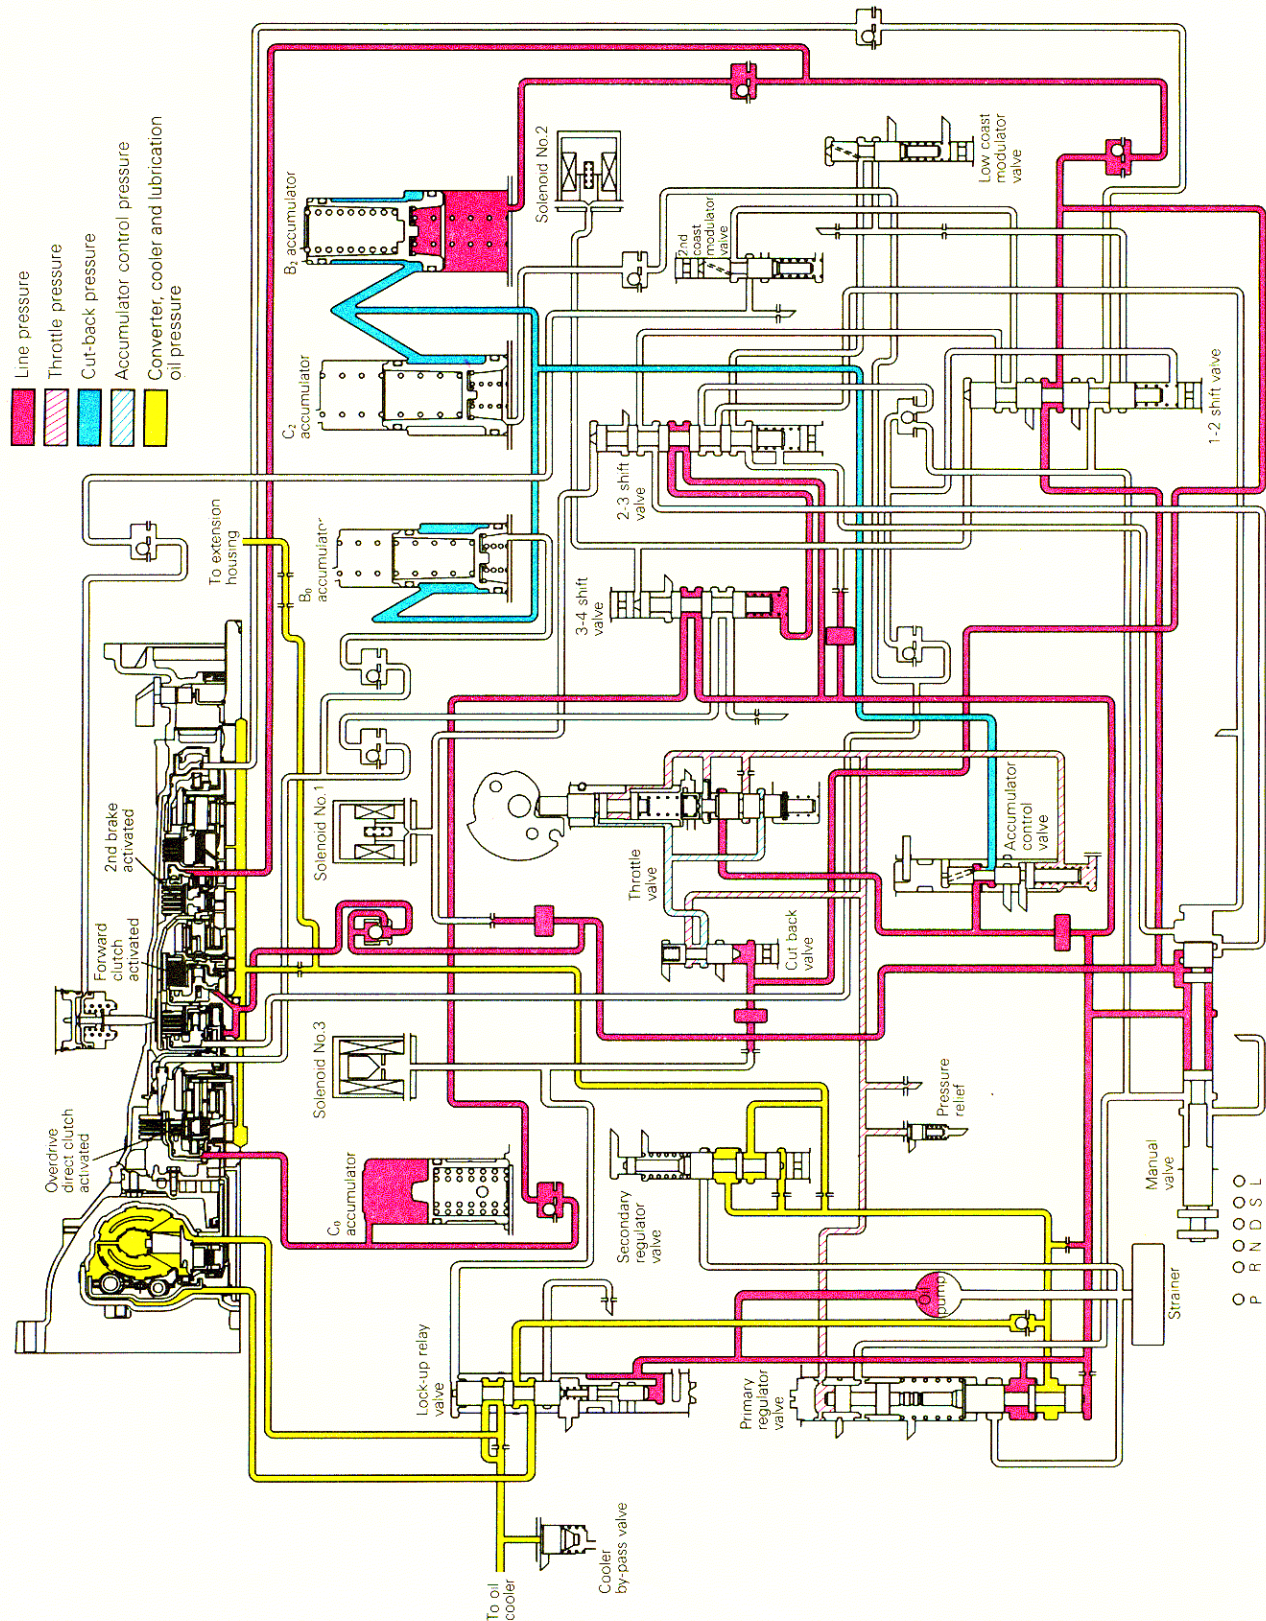 Line pressure
Throttle pressure
Cut-back pressure
Accumulator control pressure
Converter, cooler and lubrication
oil pressure
B₂ accumulator
C₂
accumulator
B₀
accumulator
To extension
housing
Solenoid No.2
2nd
coast
modulator
valve
Low coast
modulator
valve
2-3 shift
valve
3-4 shift
valve
1-2 shift valve
2nd brake
activated
Forward
clutch
activated
Overdrive
direct clutch
activated
Solenoid No.1
Solenoid No.3
C₀
accumulator
Throttle
valve
Cut back
valve
Accumulator
control
valve
Pressure
relief
Secondary
regulator
valve
Manual
valve
Oil
pump
Strainer
P R N D S L
Lock-up relay
valve
Primary
regulator
valve
To oil
cooler
Cooler
by-pass valve